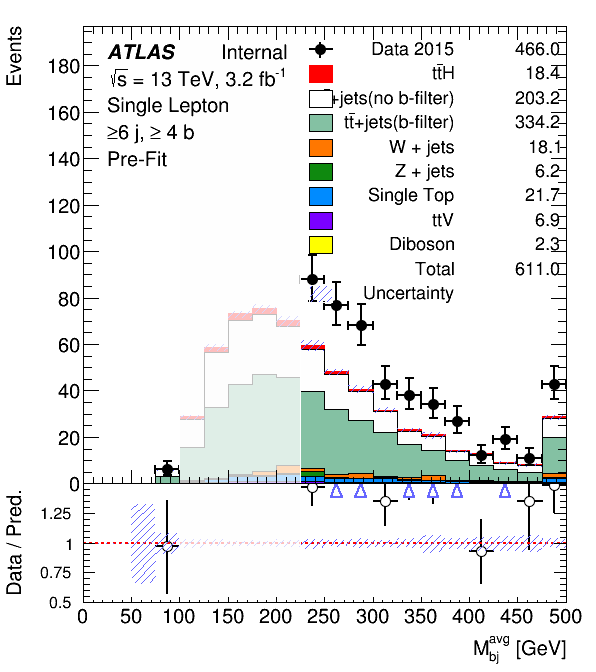 Events
ATLAS Internal
√s = 13 TeV, 3.2 fb⁻¹
Single Lepton
≥6 j, ≥ 4 b
Pre-Fit
Data 2015 466.0
tt̄H 18.4
+jets(no b-filter) 203.2
tt̄+jets(b-filter) 334.2
W + jets 18.1
Z + jets 6.2
Single Top 21.7
ttV 6.9
Diboson 2.3
Total 611.0
Uncertainty
180
160
140
120
100
80
60
40
20
0
Data / Pred.
1.25
1
0.75
0.5
0 50 100 150 200 250 300 350 400 450 500
M_bj^avg [GeV]